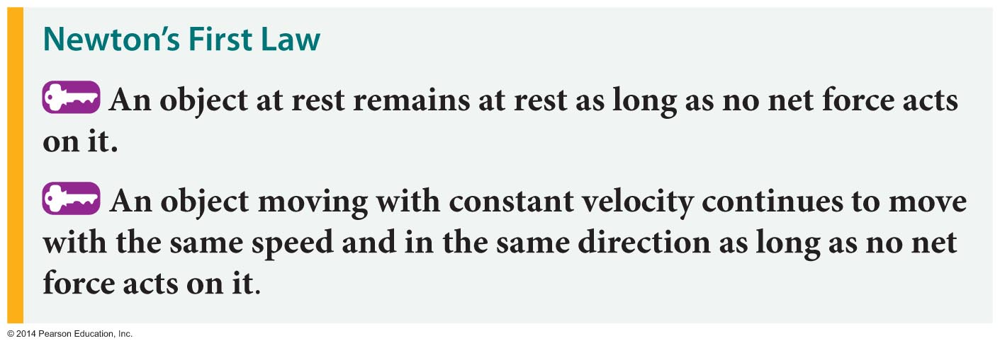 Newton's First Law
An object at rest remains at rest as long as no net force acts
on it.
An object moving with constant velocity continues to move
with the same speed and in the same direction as long as no net
force acts on it.
© 2014 Pearson Education, Inc.